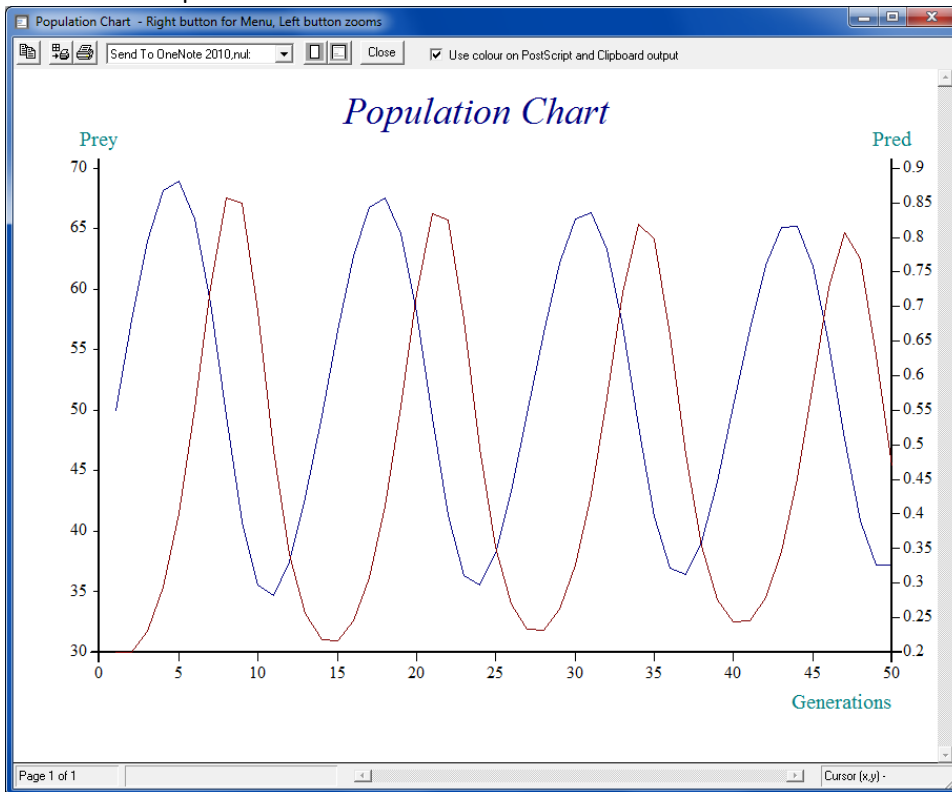 Population Chart - Right button for Menu, Left button zooms
Send To OneNote 2010,nul:
Close
Use colour on PostScript and Clipboard output
Population Chart
Prey
Pred
70
65
60
55
50
45
40
35
30
0.9
0.85
0.8
0.75
0.7
0.65
0.6
0.55
0.5
0.45
0.4
0.35
0.3
0.25
0.2
0 5 10 15 20 25 30 35 40 45 50
Generations
Page 1 of 1
Cursor (x,y) -